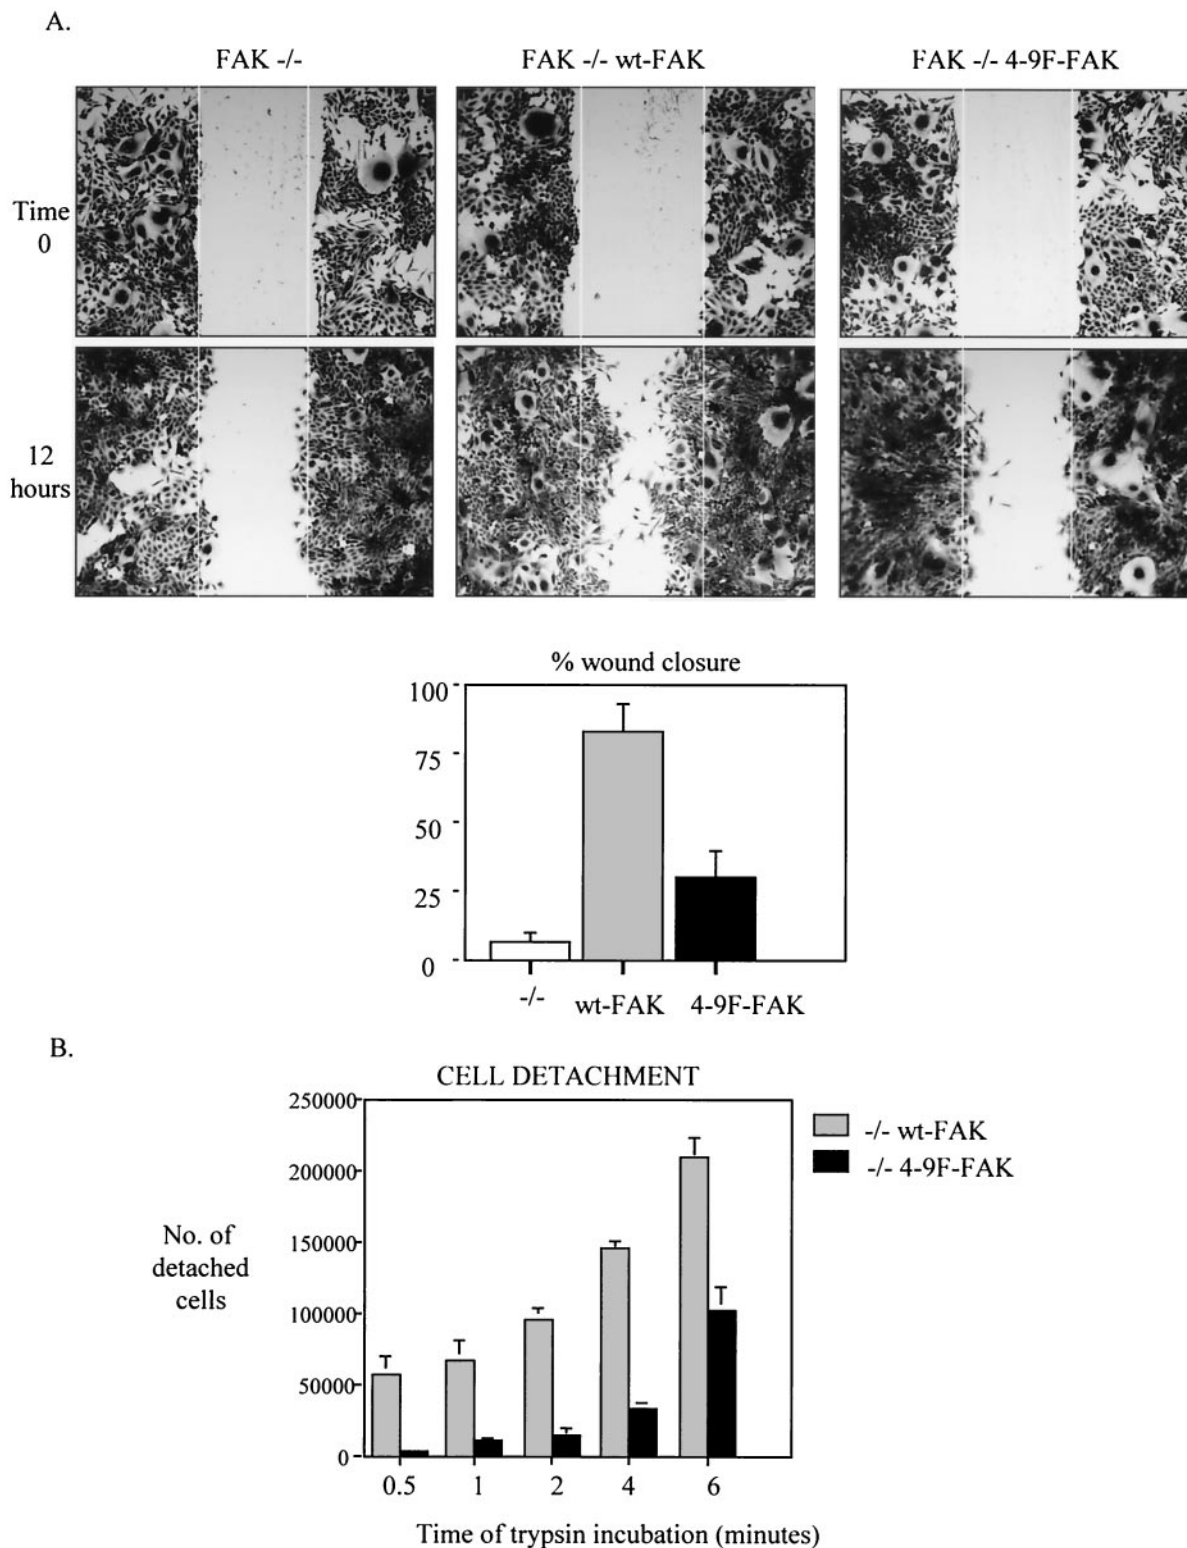 A.
FAK -/-
FAK -/- wt-FAK
FAK -/- 4-9F-FAK
Time
0
12
hours
% wound closure
100
75
50
25
0
-/-
wt-FAK
4-9F-FAK
B.
CELL DETACHMENT
250000
200000
150000
100000
50000
0
No. of
detached
cells
-/- wt-FAK
-/- 4-9F-FAK
0.5
1
2
4
6
Time of trypsin incubation (minutes)